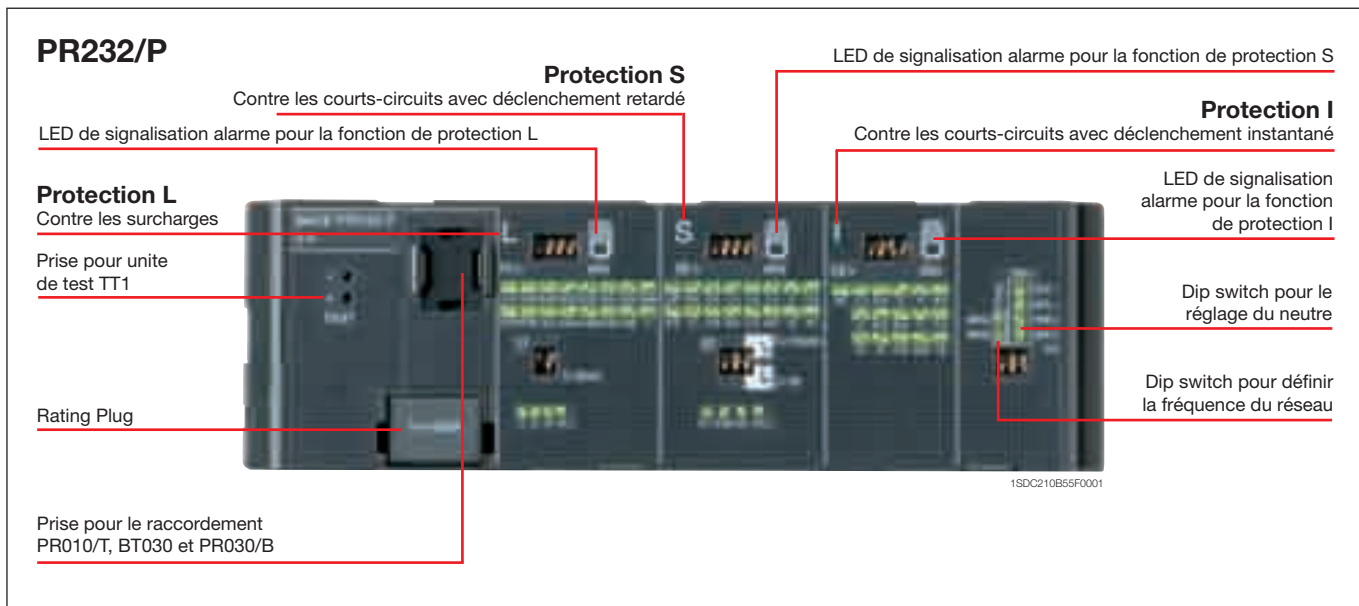 PR232/P
LED de signalisation alarme pour la fonction de protection S
Protection S
Contre les courts-circuits avec déclenchement retardé
LED de signalisation alarme pour la fonction de protection L
Protection I
Contre les courts-circuits avec déclenchement instantané
Protection L
Contre les surcharges
LED de signalisation
alarme pour la fonction
de protection I
Prise pour unite
de test TT1
L
S
I
TEST
Dip switch pour le
réglage du neutre
Dip switch pour définir
la fréquence du réseau
Rating Plug
1SDC210B55F0001
Prise pour le raccordement
PR010/T, BT030 et PR030/B